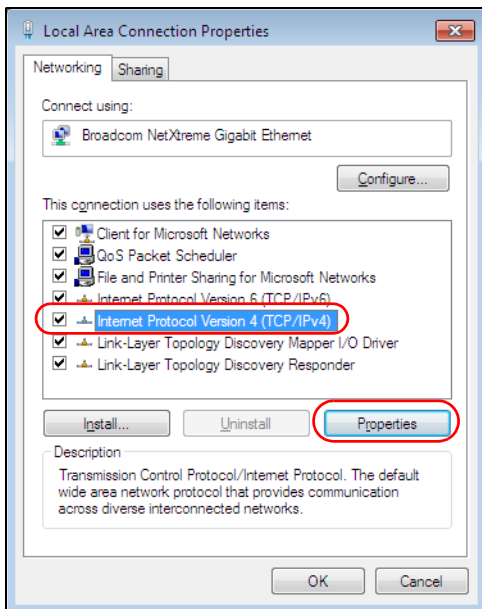 Local Area Connection Properties
Networking
Sharing
Connect using:
Broadcom NetXtreme Gigabit Ethernet
Configure...
This connection uses the following items:
Client for Microsoft Networks
QoS Packet Scheduler
File and Printer Sharing for Microsoft Networks
Internet Protocol Version 6 (TCP/IPv6)
Internet Protocol Version 4 (TCP/IPv4)
Link-Layer Topology Discovery Mapper I/O Driver
Link-Layer Topology Discovery Responder
Install...
Uninstall
Properties
Description
Transmission Control Protocol/Internet Protocol. The default
wide area network protocol that provides communication
across diverse interconnected networks.
OK
Cancel